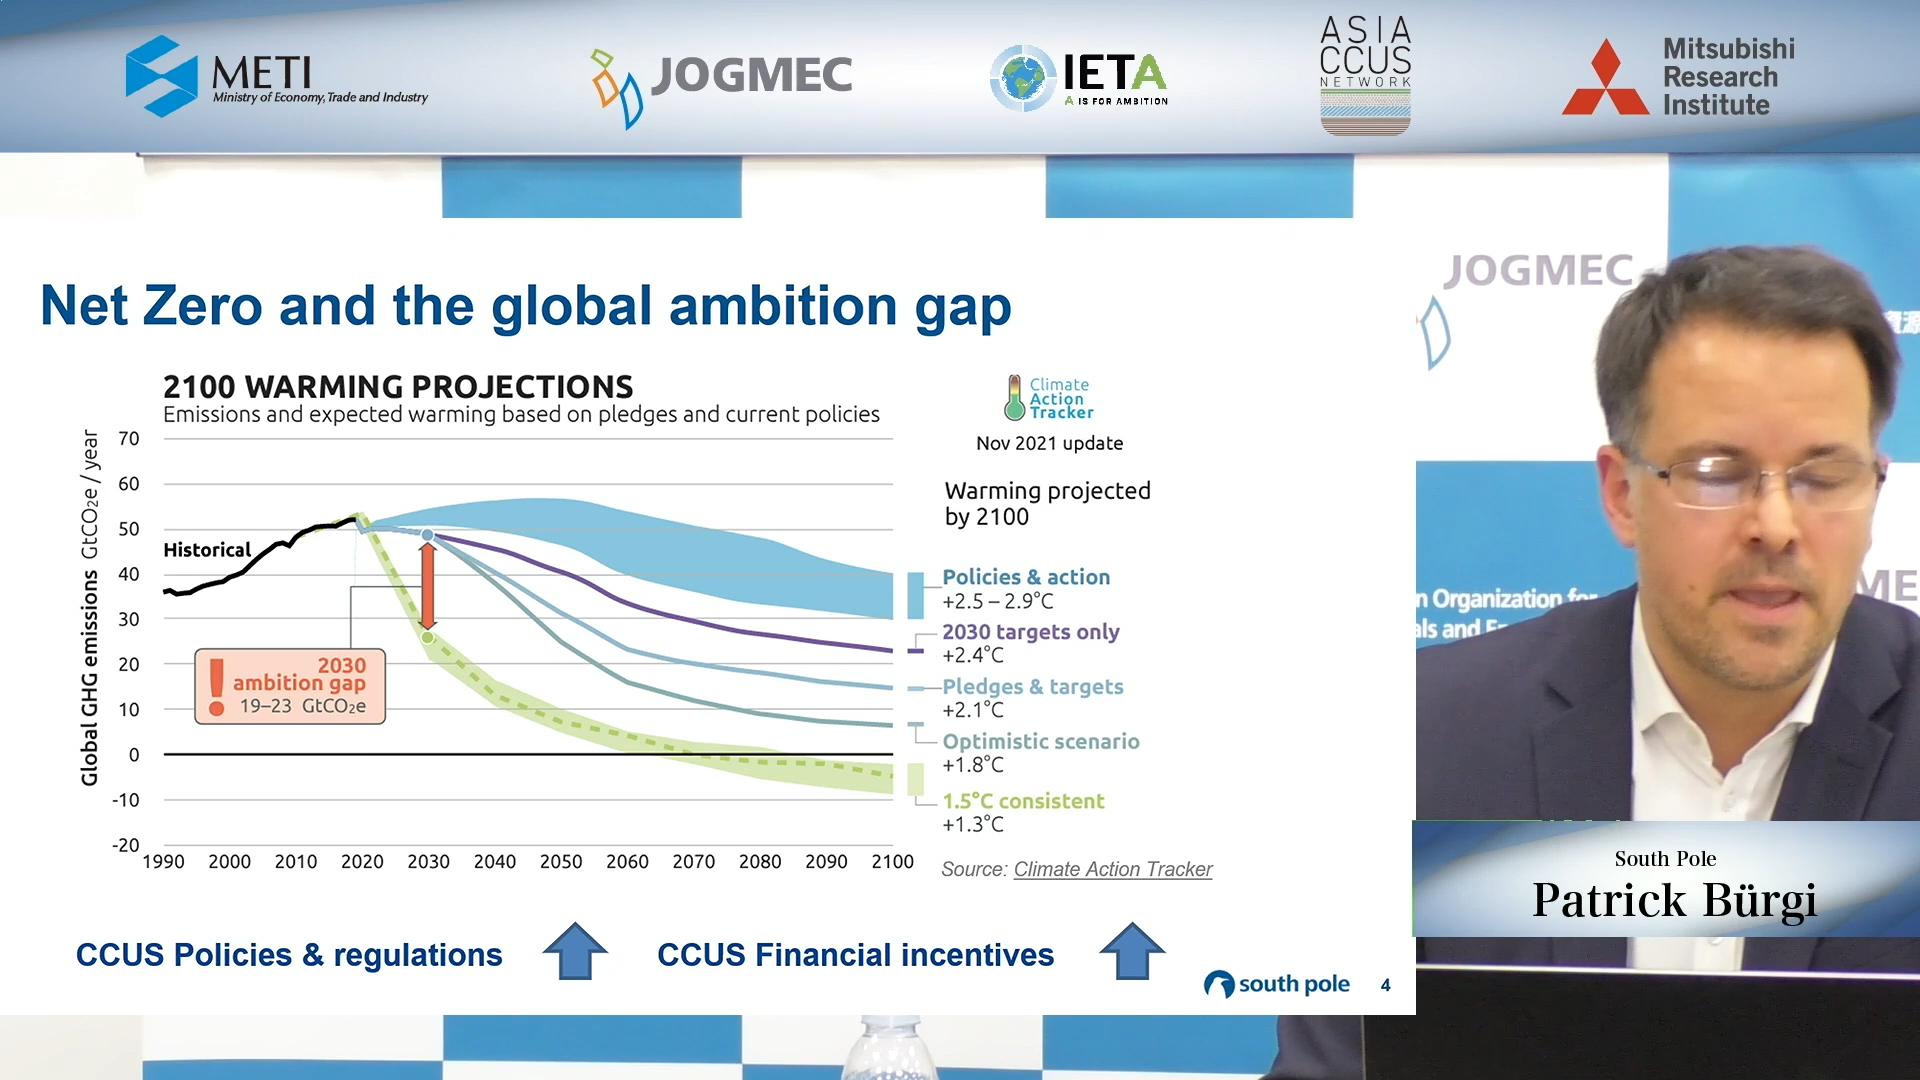 METI
Ministry of Economy, Trade and Industry
JOGMEC
IETA
A IS FOR AMBITION
ASIA
CCUS
NETWORK
Mitsubishi
Research
Institute
JOGMEC
資源
Net Zero and the global ambition gap
2100 WARMING PROJECTIONS
Emissions and expected warming based on pledges and current policies
Climate
Action
Tracker
Nov 2021 update
Global GHG emissions GtCO₂e / year
70
60
50
40
30
20
10
0
-10
-20
Historical
2030
ambition gap
19–23 GtCO₂e
1990 2000 2010 2020 2030 2040 2050 2060 2070 2080 2090 2100
Warming projected
by 2100
Policies & action
+2.5 – 2.9°C
2030 targets only
+2.4°C
Pledges & targets
+2.1°C
Optimistic scenario
+1.8°C
1.5°C consistent
+1.3°C
Source: Climate Action Tracker
CCUS Policies & regulations
CCUS Financial incentives
south pole
4
Organization for
and
South Pole
Patrick Bürgi